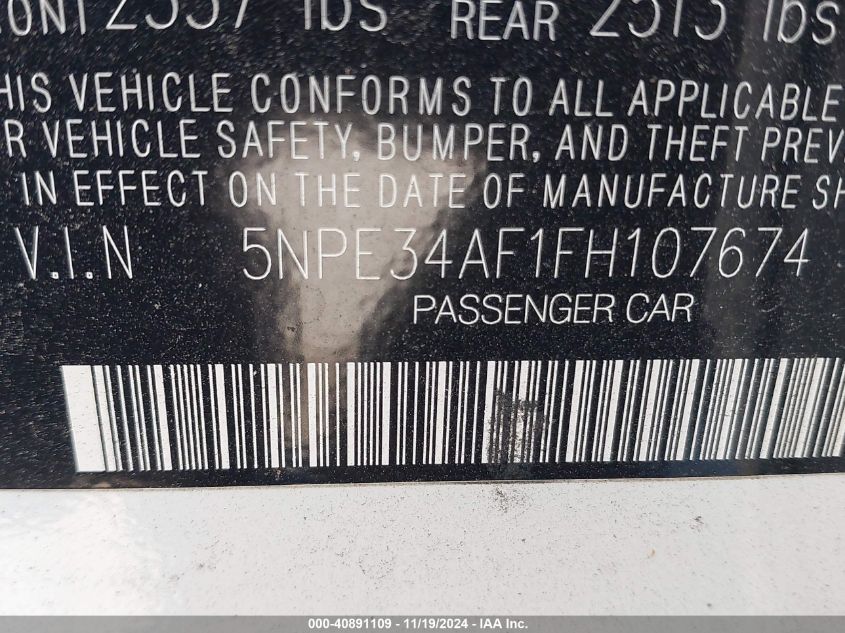 lbs REAR lbs
HIS VEHICLE CONFORMS TO ALL APPLICABLE
R VEHICLE SAFETY, BUMPER, AND THEFT PREV
IN EFFECT ON THE DATE OF MANUFACTURE SH
V.I.N 5NPE34AF1FH107674
PASSENGER CAR
000-40891109 - 11/19/2024 - IAA Inc.